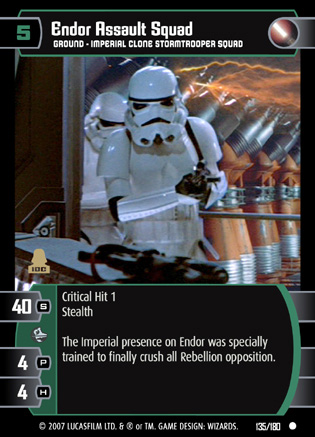 5 Endor Assault Squad
GROUND - IMPERIAL CLONE STORMTROOPER SQUAD
IDC
40 S
Critical Hit 1
Stealth
The Imperial presence on Endor was specially
4 P
trained to finally crush all Rebellion opposition.
4 H
© 2007 LUCASFILM LTD. & ® or TM. GAME DESIGN: WIZARDS. 135/180